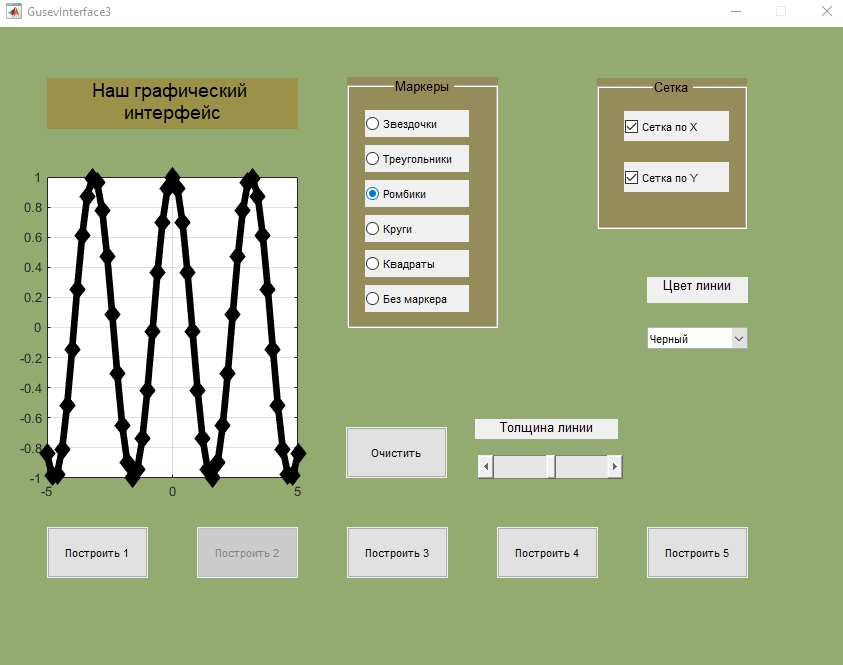 GusevInterface3
Наш графический
интерфейс
Маркеры
Звездочки
Треугольники
Ромбики
Круги
Квадраты
Без маркера
Сетка
Сетка по X
Сетка по Y
1
0.8
0.6
0.4
0.2
0
-0.2
-0.4
-0.6
-0.8
-1
-5
0
5
Цвет линии
Черный
Толщина линии
Очистить
Построить 1
Построить 2
Построить 3
Построить 4
Построить 5